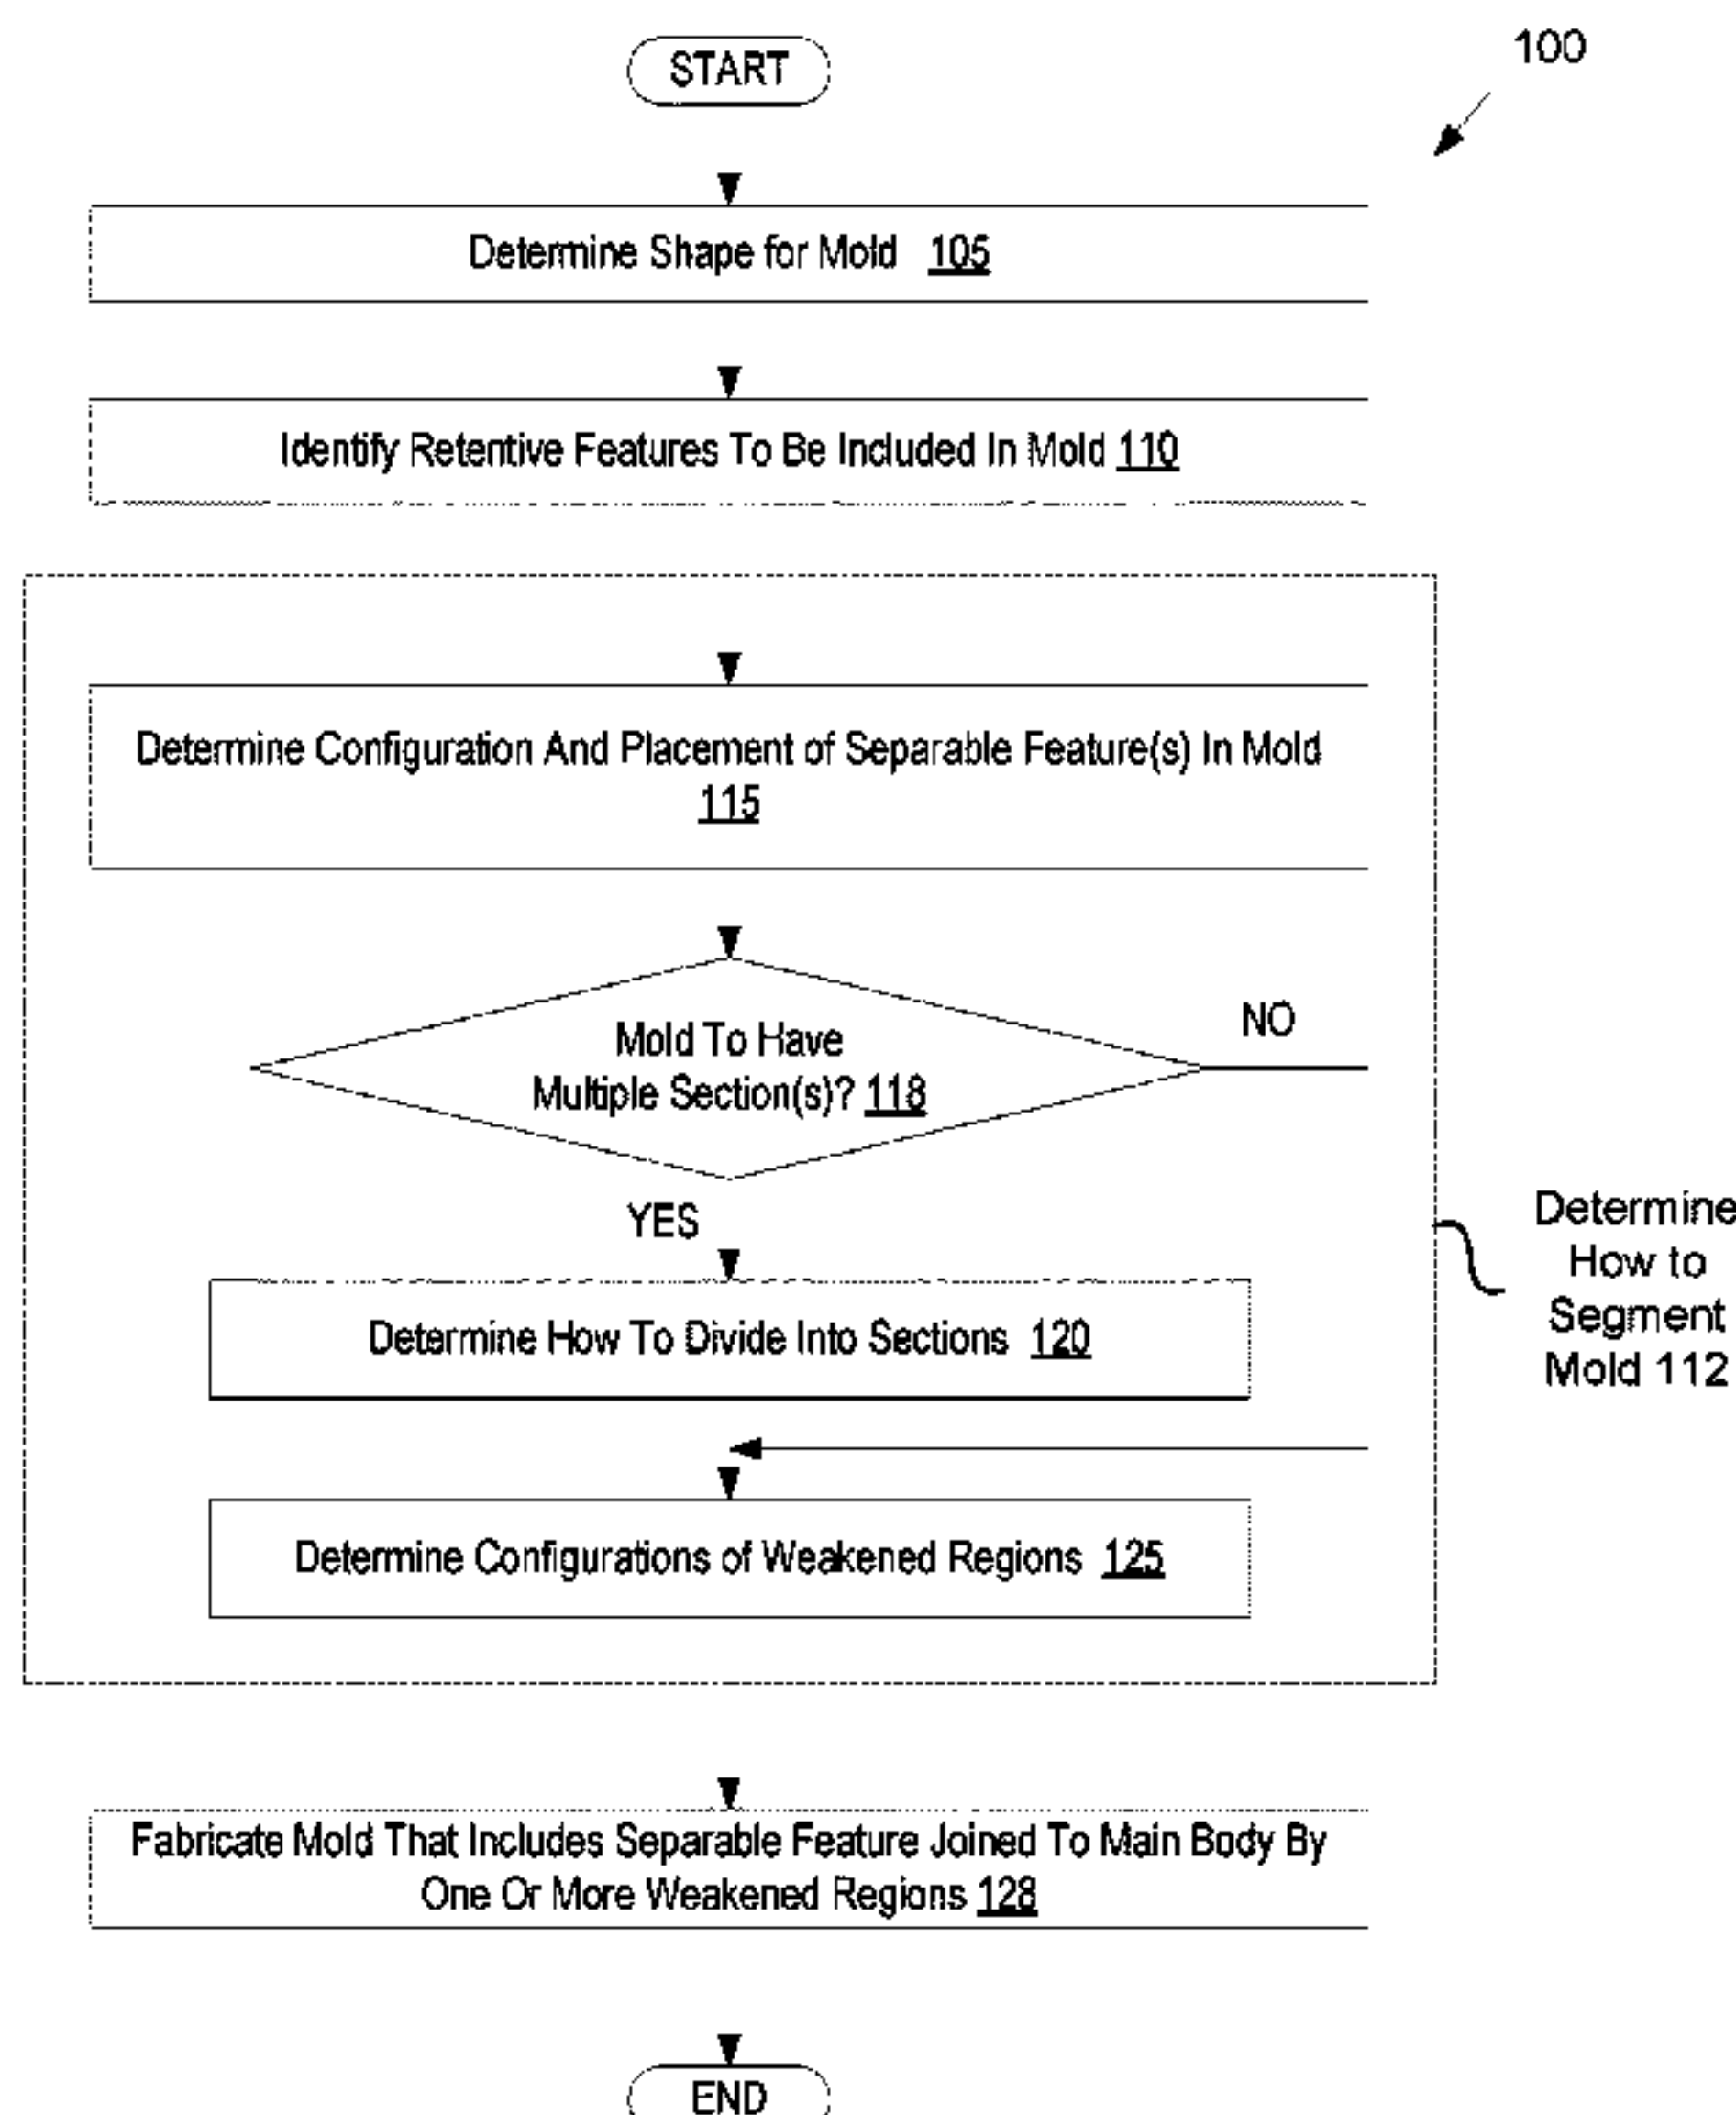 START
100
Determine Shape for Mold 105
Identify Retentive Features To Be Included In Mold 110
Determine Configuration And Placement of Separable Feature(s) In Mold
115
Mold To Have
Multiple Section(s)? 118
NO
YES
Determine How To Divide Into Sections 120
Determine Configurations of Weakened Regions 125
Determine
How to
Segment
Mold 112
Fabricate Mold That Includes Separable Feature Joined To Main Body By
One Or More Weakened Regions 128
END